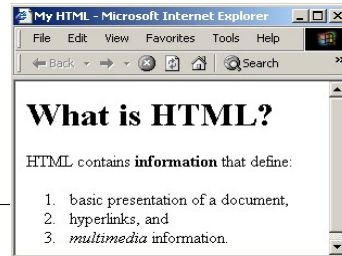 My HTML - Microsoft Internet Explorer
File Edit View Favorites Tools Help
Back Search »
What is HTML?
HTML contains information that define:
1. basic presentation of a document,
2. hyperlinks, and
3. multimedia information.